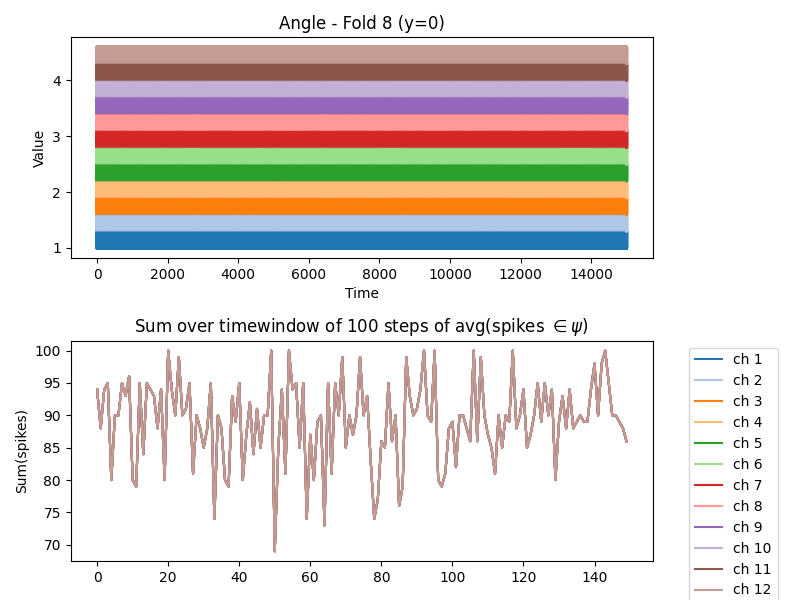 Angle - Fold 8 (y=0)
Value
4
3
2
1
0 2000 4000 6000 8000 10000 12000 14000
Time
Sum over timewindow of 100 steps of avg(spikes ∈ ψ)
Sum(spikes)
100
95
90
85
80
75
70
0 20 40 60 80 100 120 140
ch 1
ch 2
ch 3
ch 4
ch 5
ch 6
ch 7
ch 8
ch 9
ch 10
ch 11
ch 12